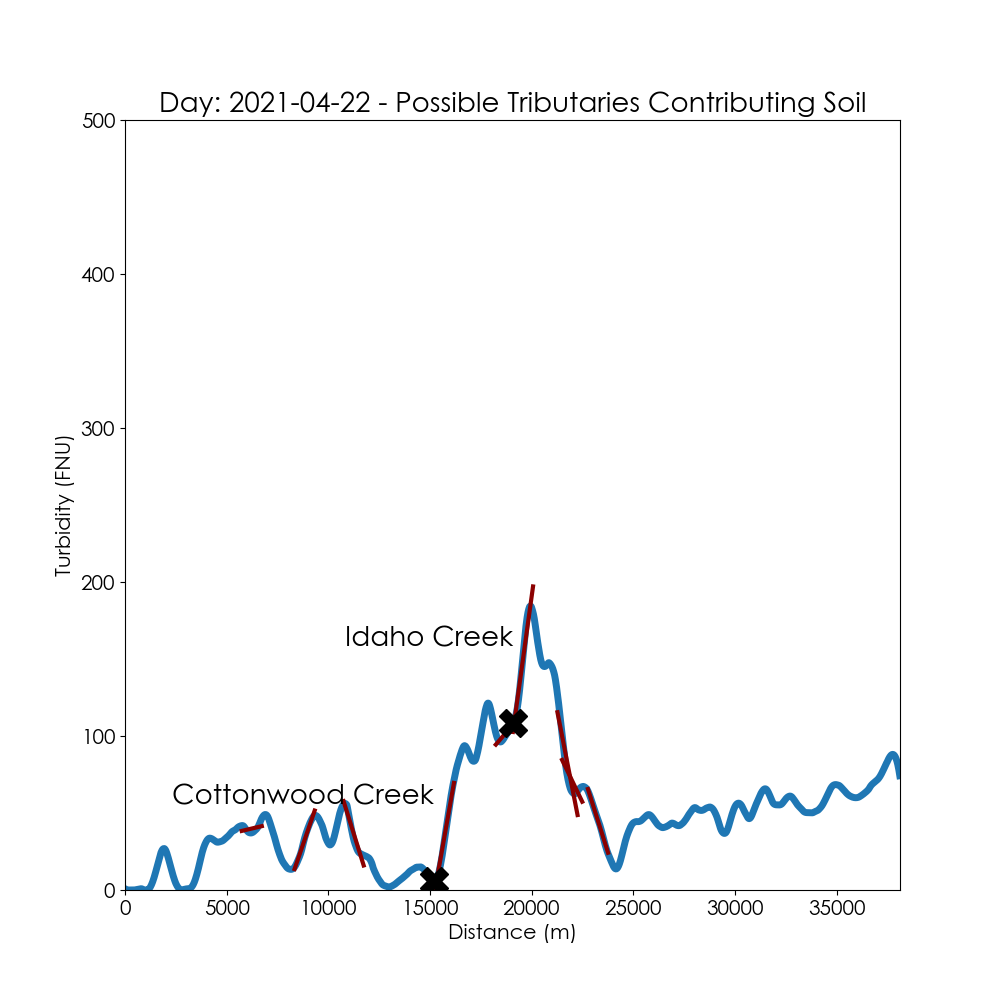 Day: 2021-04-22 - Possible Tributaries Contributing Soil
500
400
300
200
100
0
Turbidity (FNU)
Idaho Creek
Cottonwood Creek
0 5000 10000 15000 20000 25000 30000 35000
Distance (m)